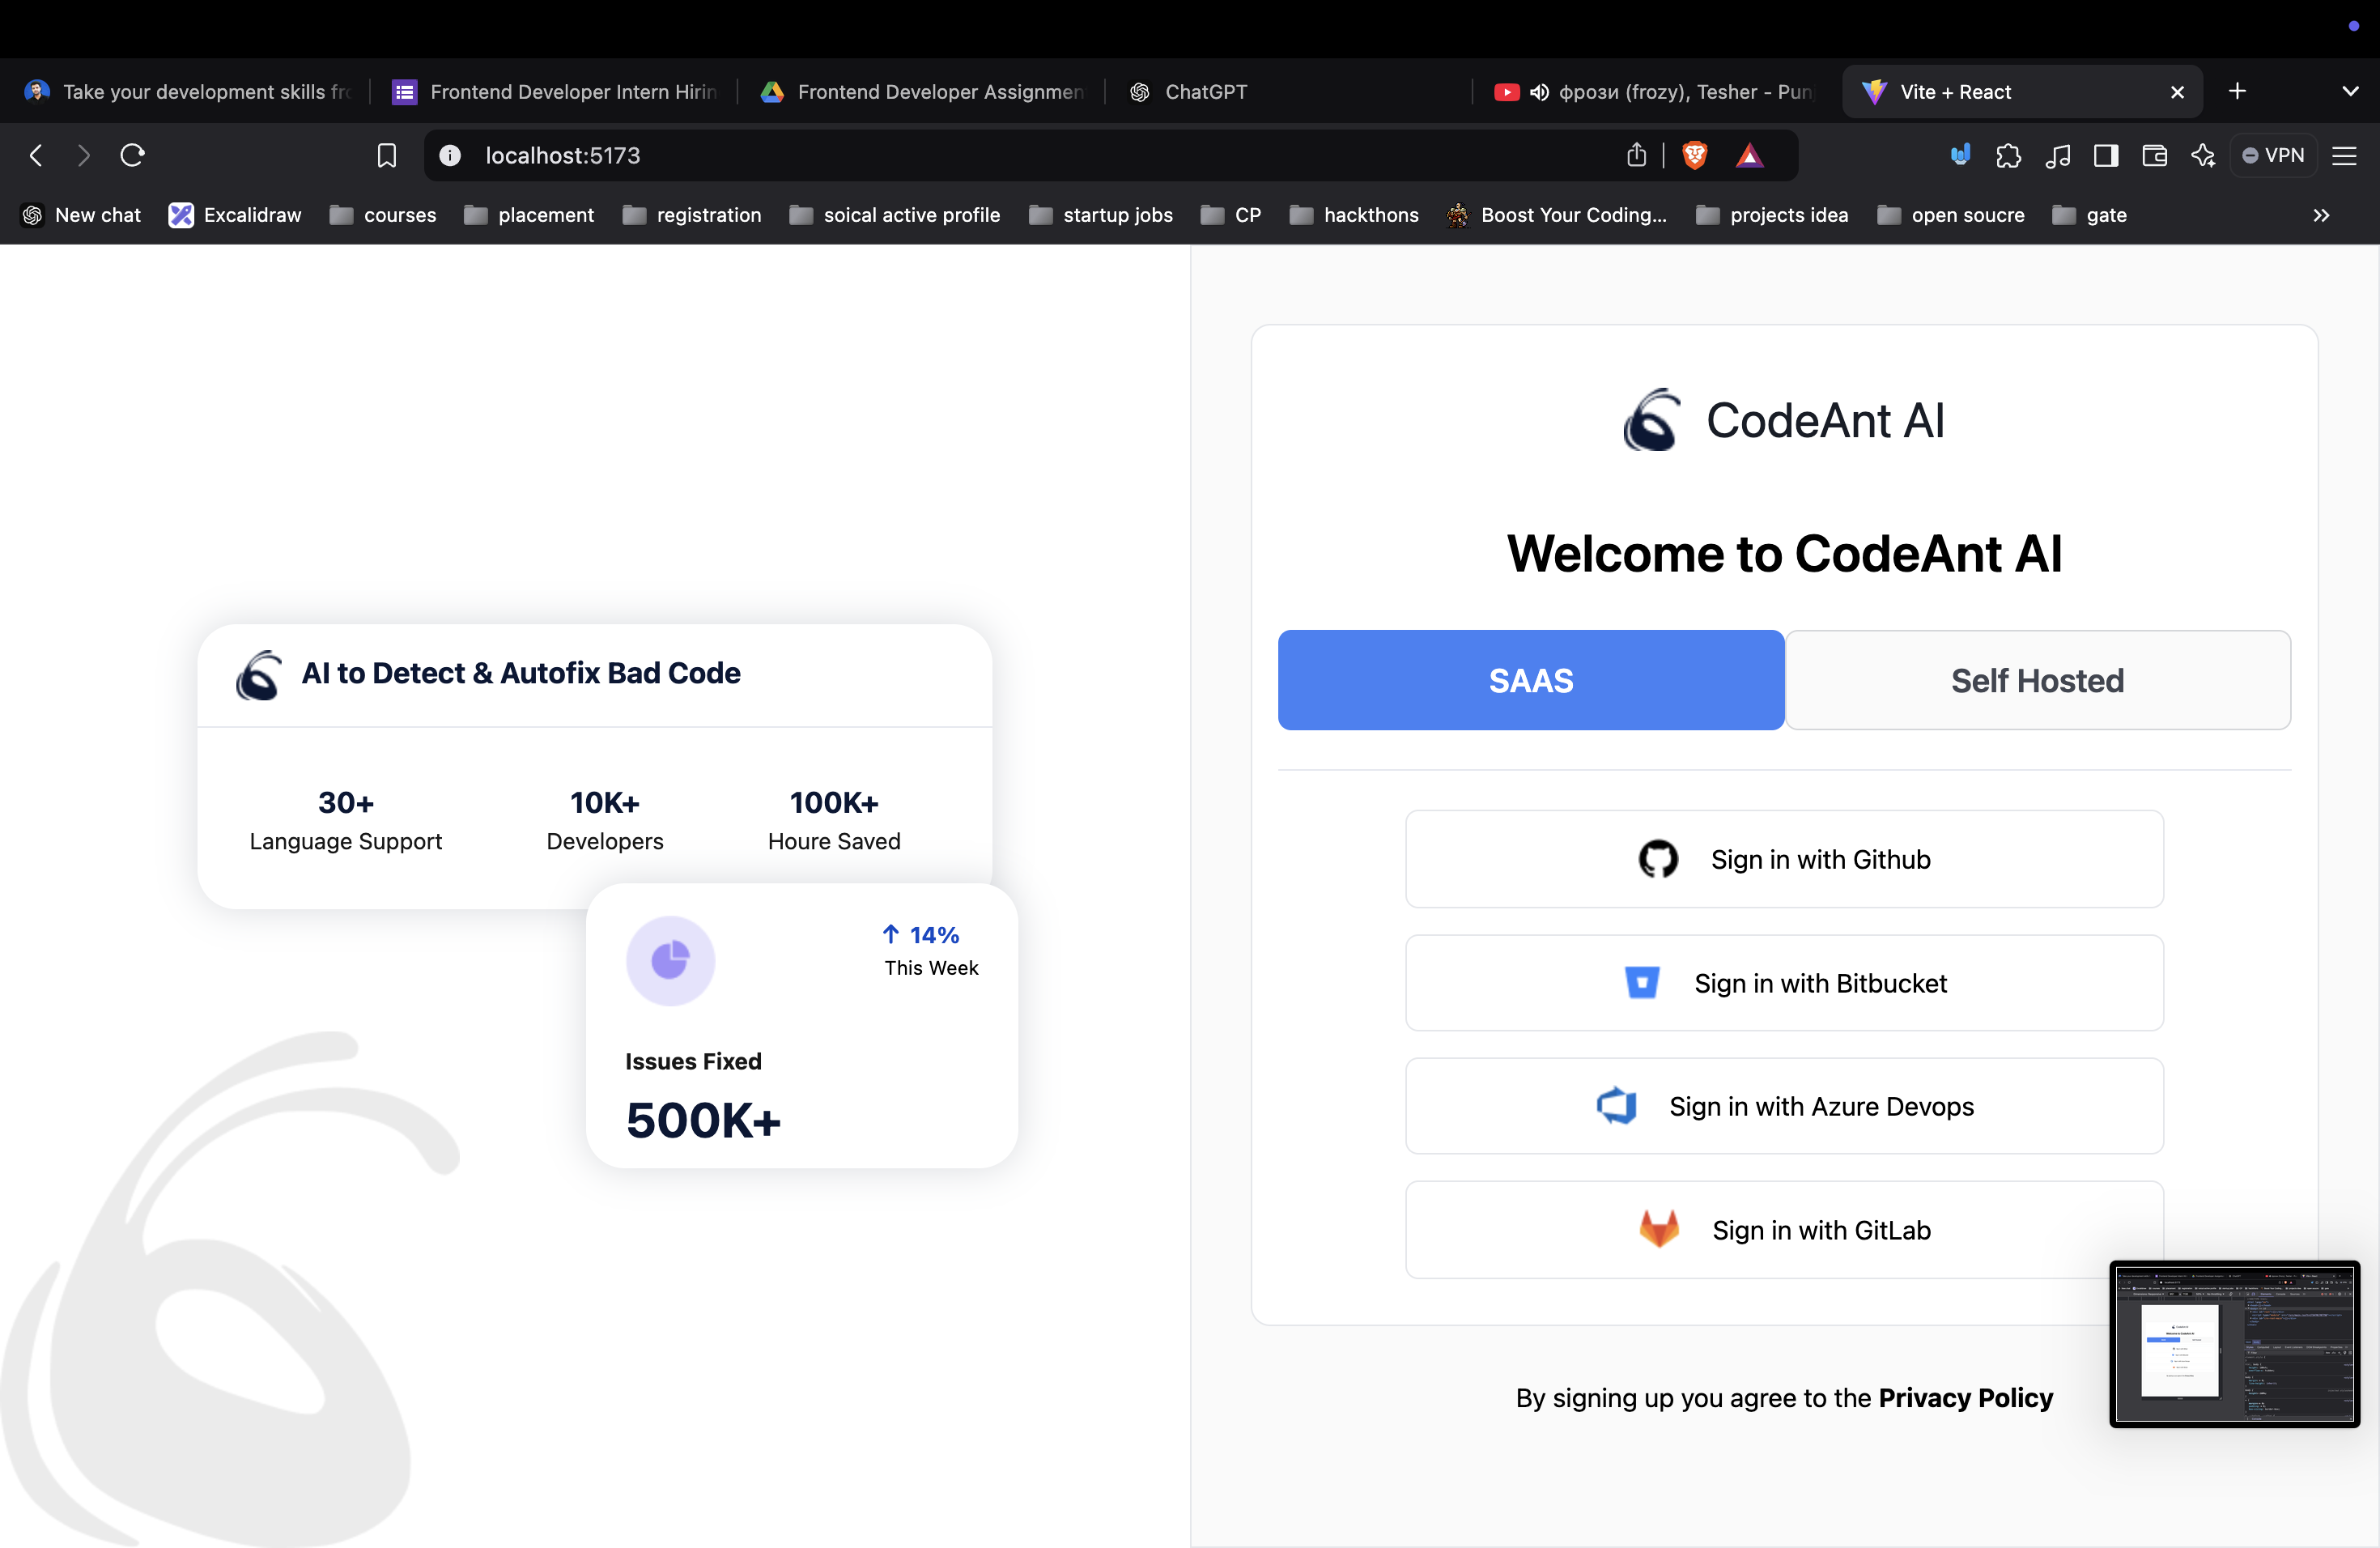 Take your development skills fr
Frontend Developer Intern Hirin
Frontend Developer Assignmen
ChatGPT
фрози (frozy), Tesher - Pun
Vite + React
localhost:5173
VPN
New chat
Excalidraw
courses
placement
registration
soical active profile
startup jobs
CP
hackthons
Boost Your Coding...
projects idea
open soucre
gate
AI to Detect & Autofix Bad Code
30+
Language Support
10K+
Developers
100K+
Houre Saved
↑ 14%
This Week
Issues Fixed
500K+
CodeAnt AI
Welcome to CodeAnt AI
SAAS
Self Hosted
Sign in with Github
Sign in with Bitbucket
Sign in with Azure Devops
Sign in with GitLab
By signing up you agree to the Privacy Policy